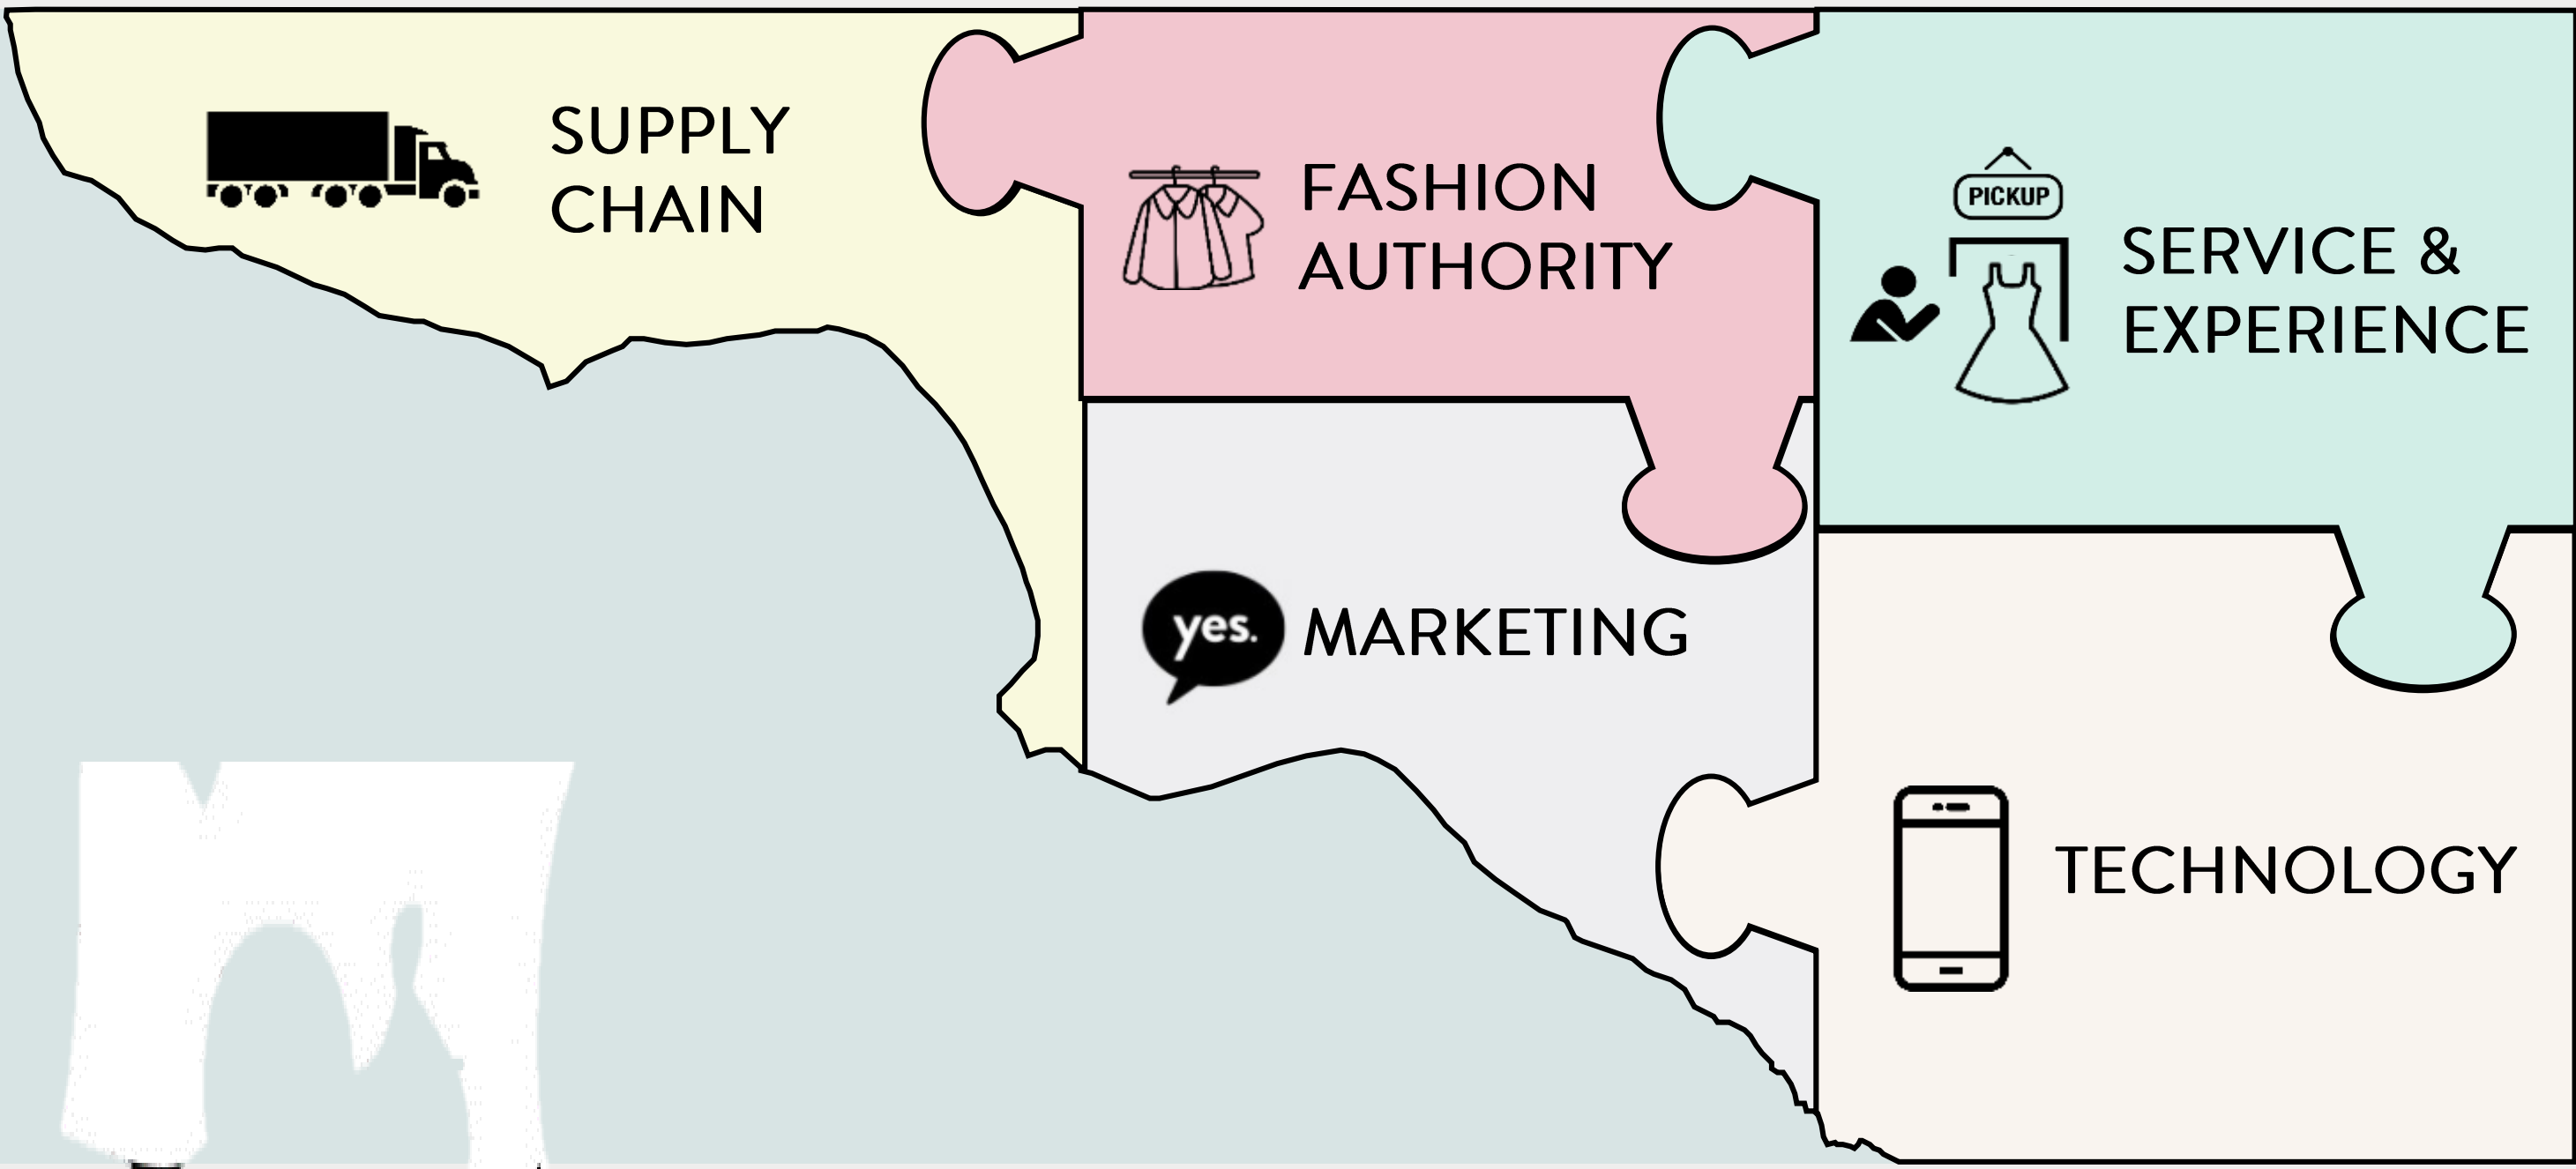 SUPPLY
CHAIN
FASHION
AUTHORITY
PICKUP
SERVICE &
EXPERIENCE
yes.
MARKETING
TECHNOLOGY